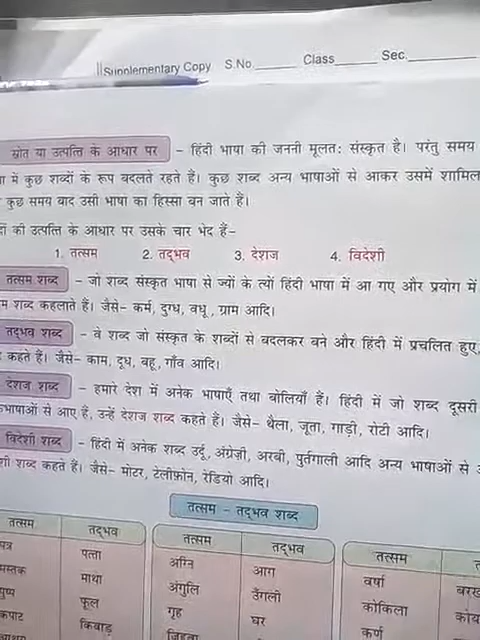 Supplementary Copy S.No.______ Class______ Sec.______
स्रोत या उत्पत्ति के आधार पर – हिंदी भाषा की जननी मूलतः संस्कृत है। परंतु समय
में कुछ शब्दों के रूप बदलते रहते हैं। कुछ शब्द अन्य भाषाओं से आकर उसमें शामिल
कुछ समय बाद उसी भाषा का हिस्सा बन जाते हैं।
की उत्पत्ति के आधार पर उसके चार भेद हैं–
1. तत्सम 2. तद्भव 3. देशज 4. विदेशी
तत्सम शब्द – जो शब्द संस्कृत भाषा से ज्यों के त्यों हिंदी भाषा में आ गए और प्रयोग में
शब्द कहलाते हैं। जैसे– कर्म, दुग्ध, वधू, ग्राम आदि।
तद्भव शब्द – वे शब्द जो संस्कृत के शब्दों से बदलकर बने और हिंदी में प्रचलित हुए,
कहते हैं। जैसे– काम, दूध, बहू, गाँव आदि।
देशज शब्द – हमारे देश में अनेक भाषाएँ तथा बोलियाँ हैं। हिंदी में जो शब्द दूसरी
भाषाओं से आए हैं, उन्हें देशज शब्द कहते हैं। जैसे– थैला, जूता, गाड़ी, रोटी आदि।
विदेशी शब्द – हिंदी में अनेक शब्द उर्दू, अंग्रेज़ी, अरबी, पुर्तगाली आदि अन्य भाषाओं से
शब्द कहते हैं। जैसे– मोटर, टेलीफ़ोन, रेडियो आदि।
तत्सम – तद्भव शब्द
तत्सम तद्भव तत्सम तद्भव तत्सम
पत्ता अग्नि आग वर्षा
माथा अंगुलि उँगली कोकिला
फूल गृह घर कर्ण
किवाड़ जिह्वा